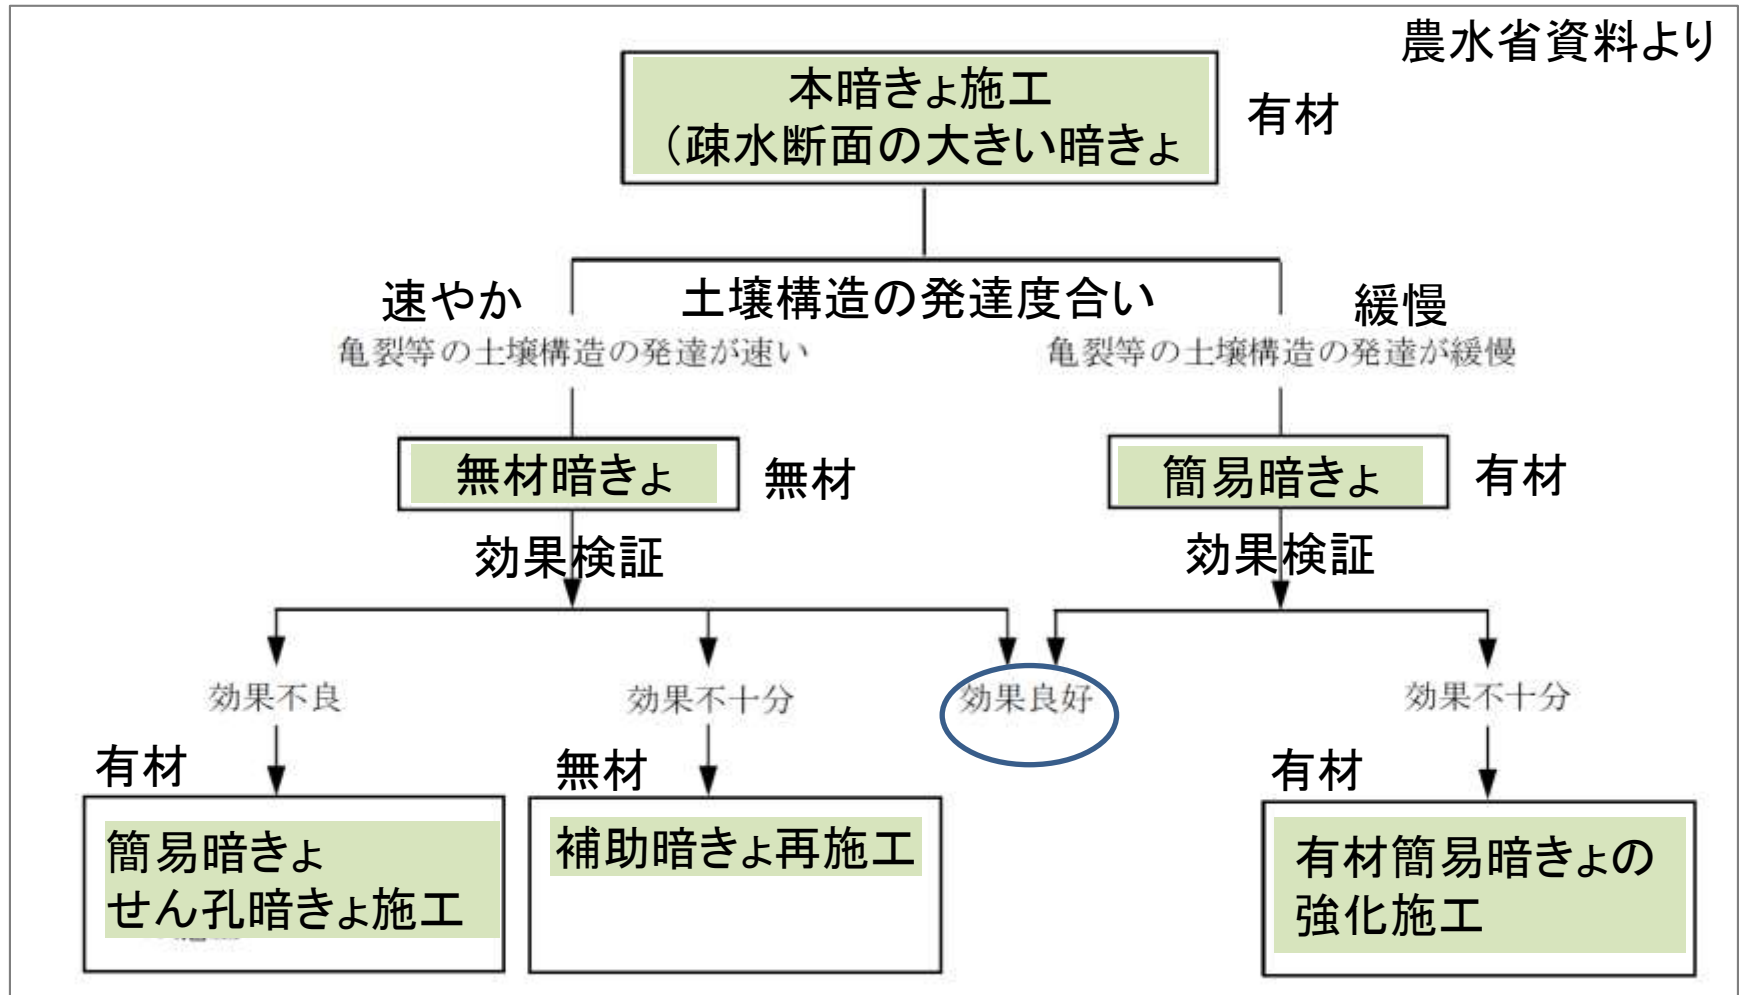 農水省資料より
本暗きょ施工
（疎水断面の大きい暗きょ
有材
速やか
土壌構造の発達度合い
緩慢
亀裂等の土壌構造の発達が速い
亀裂等の土壌構造の発達が緩慢
無材暗きょ
無材
簡易暗きょ
有材
効果検証
効果検証
効果不良
効果不十分
効果良好
効果不十分
有材
無材
有材
簡易暗きょ
せん孔暗きょ施工
補助暗きょ再施工
有材簡易暗きょの
強化施工